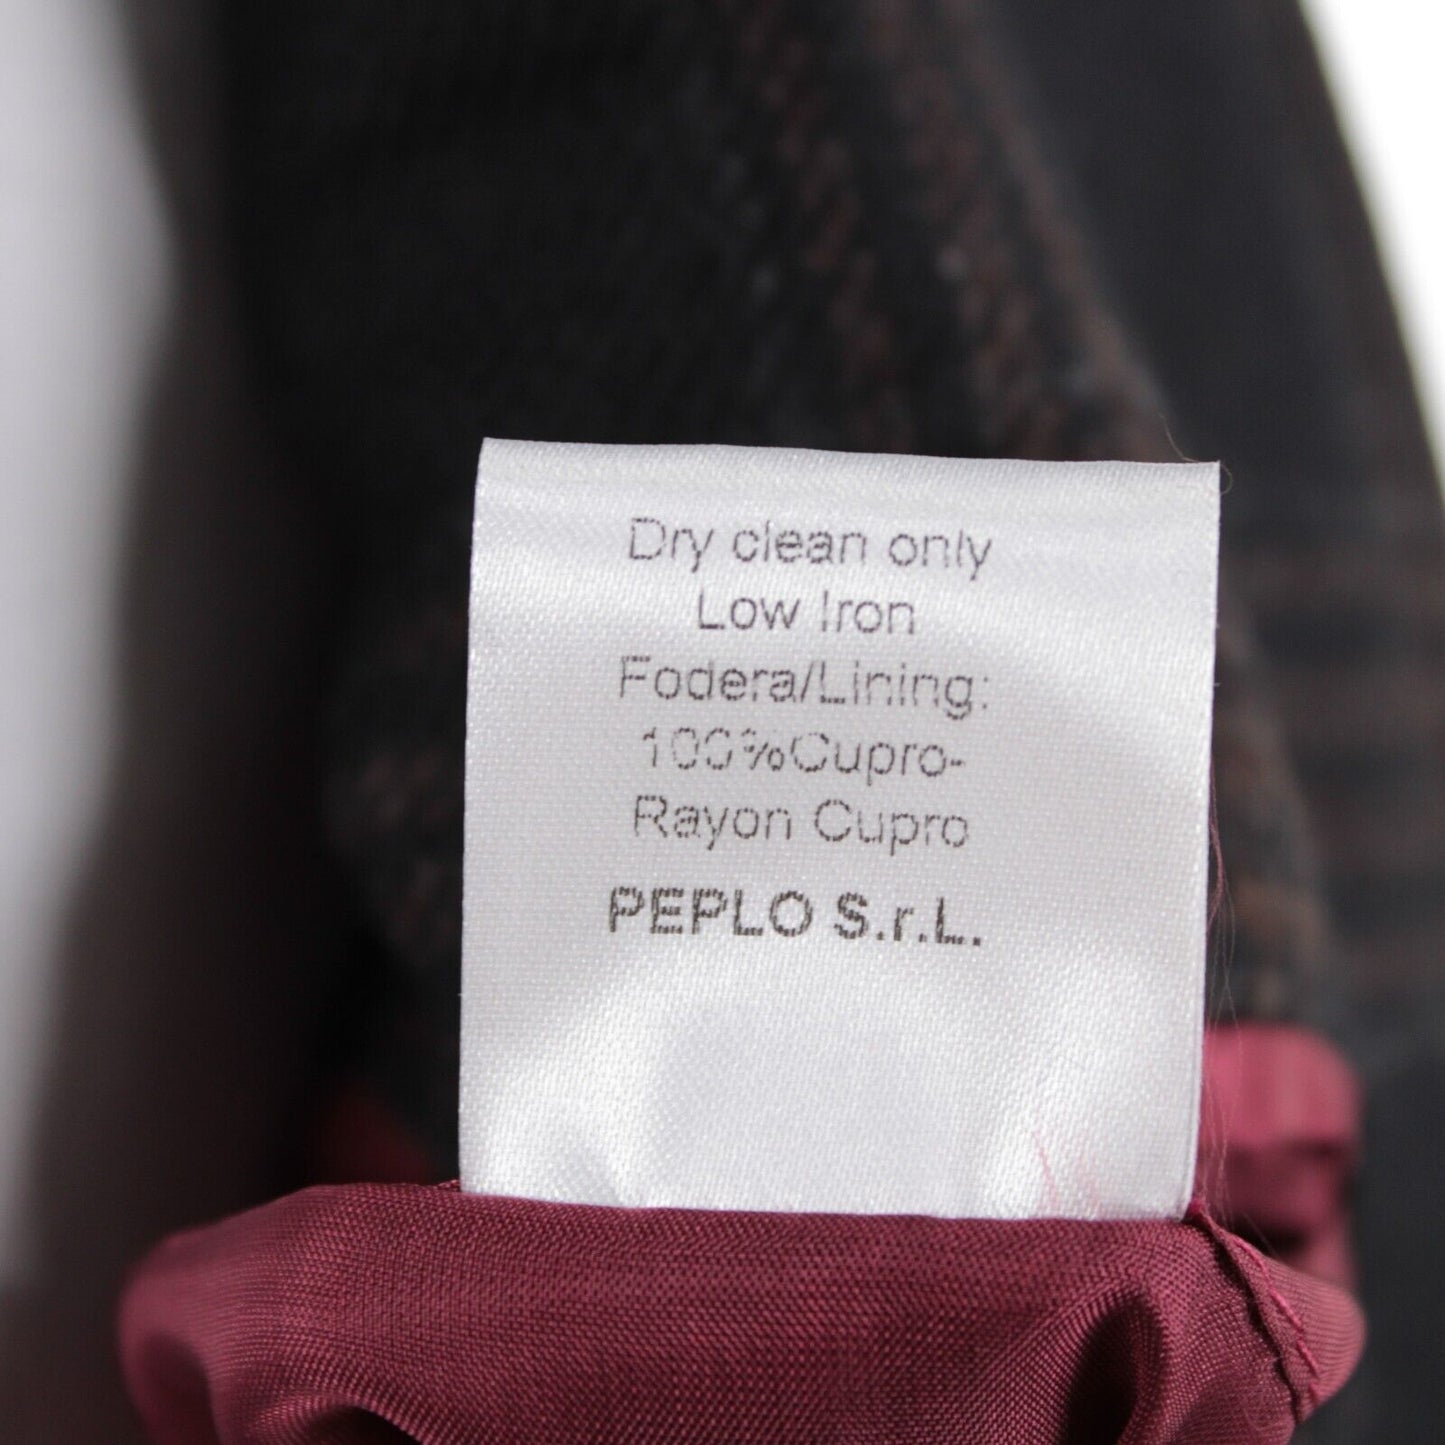 Dry clean only
Low Iron
Fodera/Lining:
100%Cupro-
Rayon Cupro
PEPLO S.r.L.